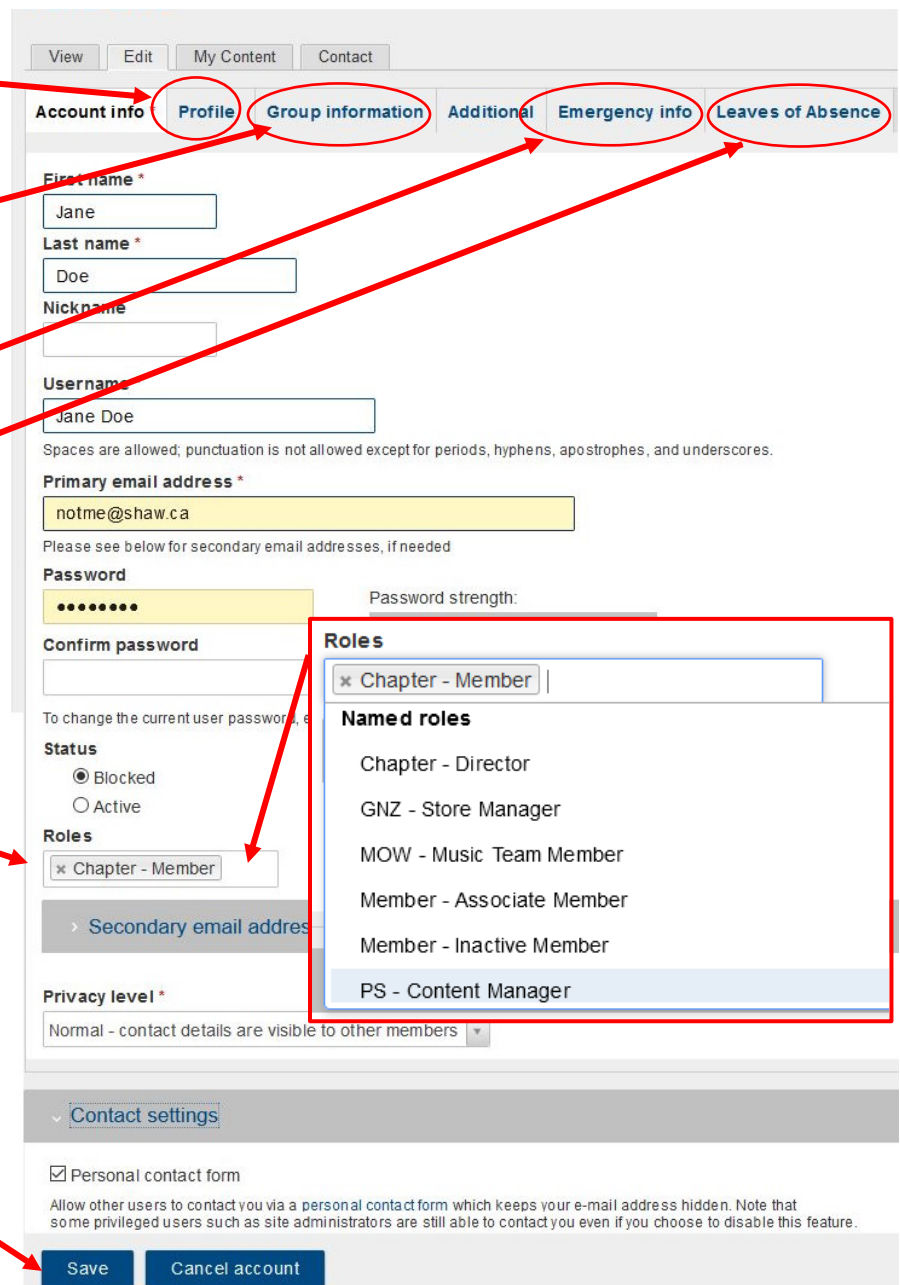 View Edit My Content Contact
Account info * Profile Group information Additional Emergency info Leaves of Absence
First name *
Jane
Last name *
Doe
Nickname
Username
Jane Doe
Spaces are allowed; punctuation is not allowed except for periods, hyphens, apostrophes, and underscores.
Primary email address *
notme@shaw.ca
Please see below for secondary email addresses, if needed
Password
Password strength:
Confirm password
To change the current user password, e
Status
Blocked
Active
Roles
× Chapter - Member
Roles
× Chapter - Member
Named roles
Chapter - Director
GNZ - Store Manager
MOW - Music Team Member
Member - Associate Member
Member - Inactive Member
PS - Content Manager
Secondary email addres
Privacy level *
Normal - contact details are visible to other members
Contact settings
Personal contact form
Allow other users to contact you via a personal contact form which keeps your e-mail address hidden. Note that
some privileged users such as site administrators are still able to contact you even if you choose to disable this feature.
Save Cancel account